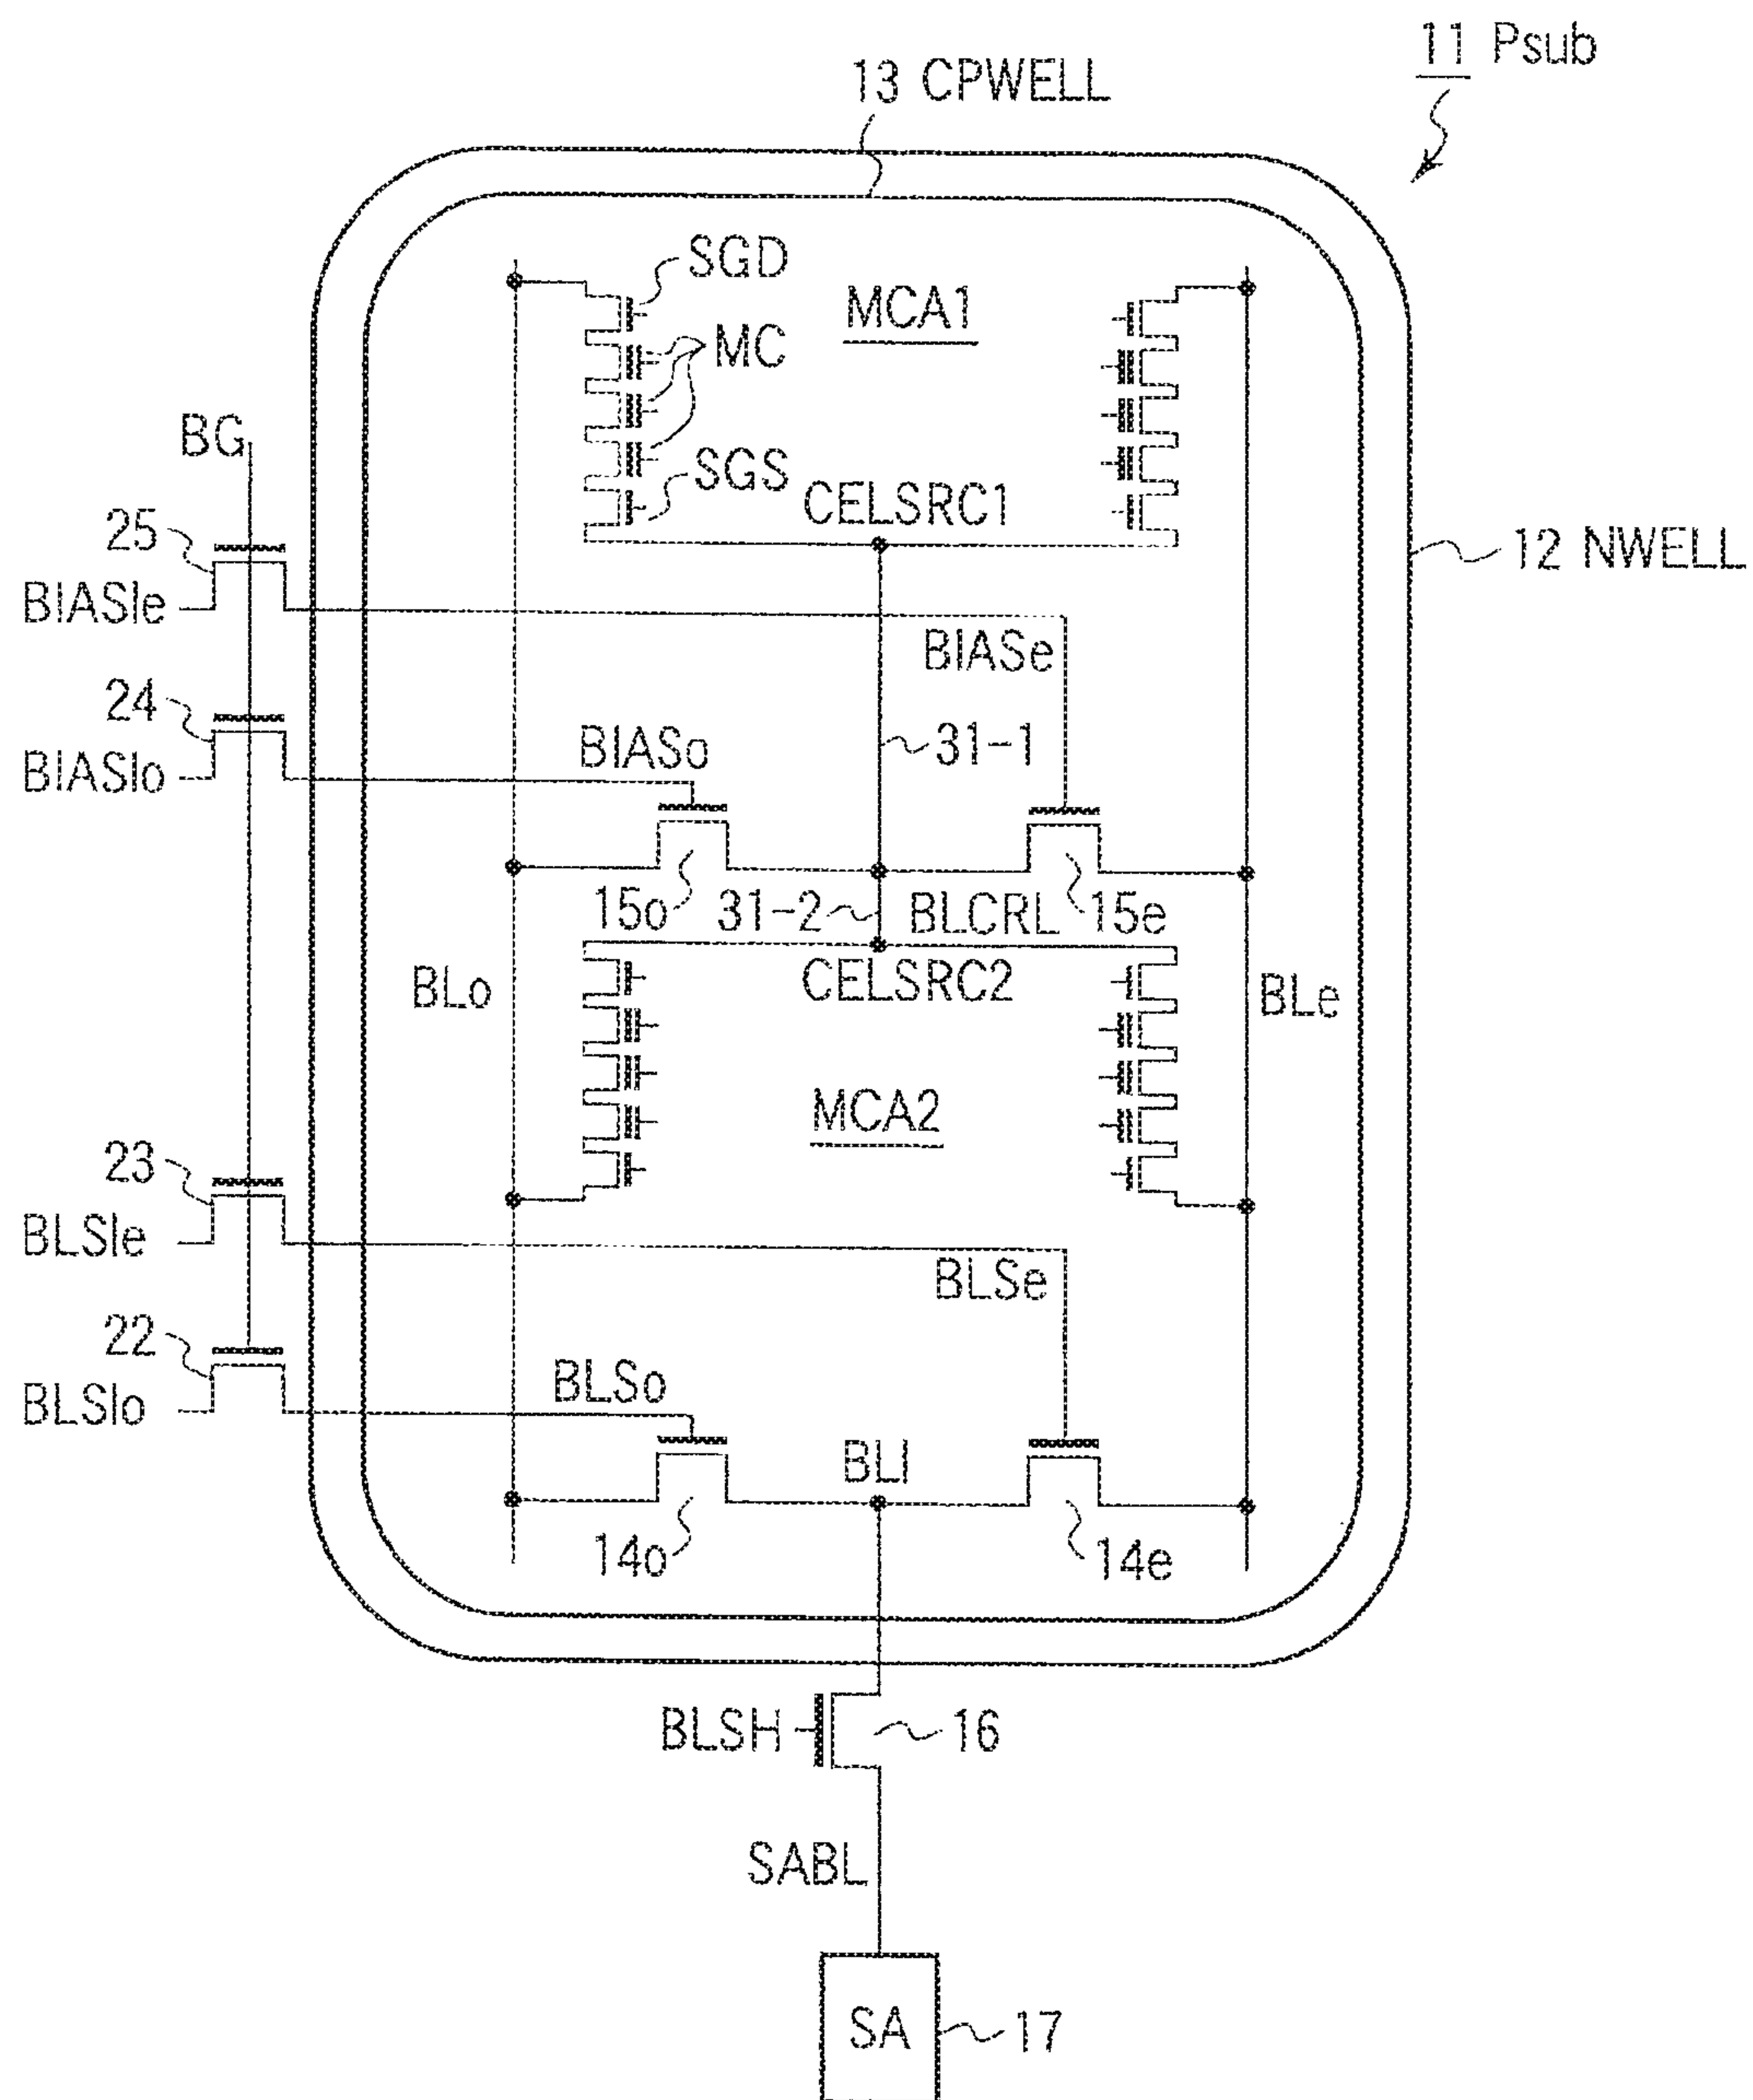 11 Psub
13 CPWELL
SGD
MCA1
MC
BG
SGS
CELSRC1
25
12 NWELL
BIASIe
BIASe
24
BIASo
31-1
BIASIo
15o
31-2
BLCRL
15e
BLo
CELSRC2
BLe
MCA2
23
BLSIe
BLSe
22
BLSo
BLSIo
BLI
14o
14e
BLSH
16
SABL
SA
17